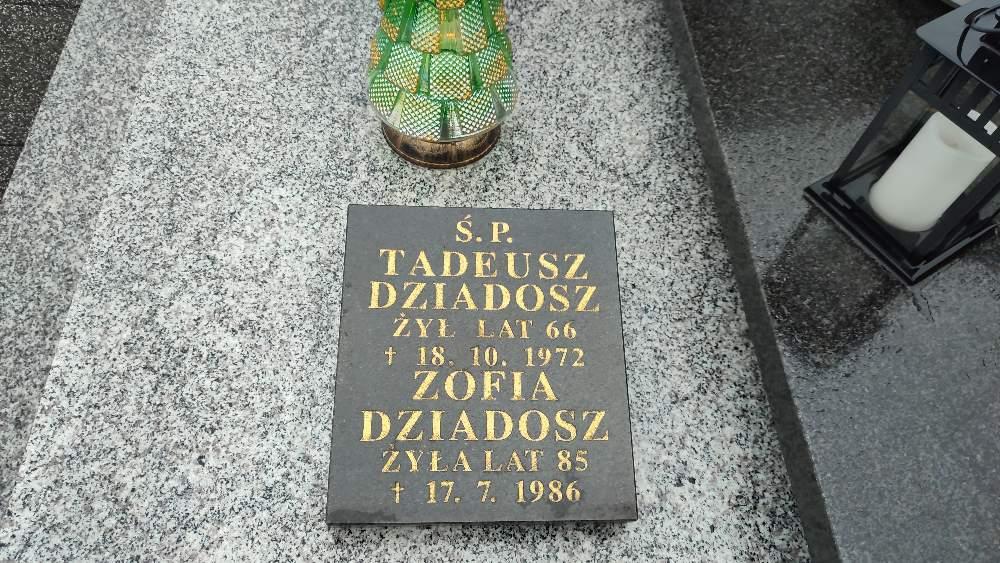 Ś. P.
TADEUSZ
DZIADOSZ
ŻYŁ LAT 66
† 18. 10. 1972
ZOFIA
DZIADOSZ
ŻYŁA LAT 85
† 17. 7. 1986